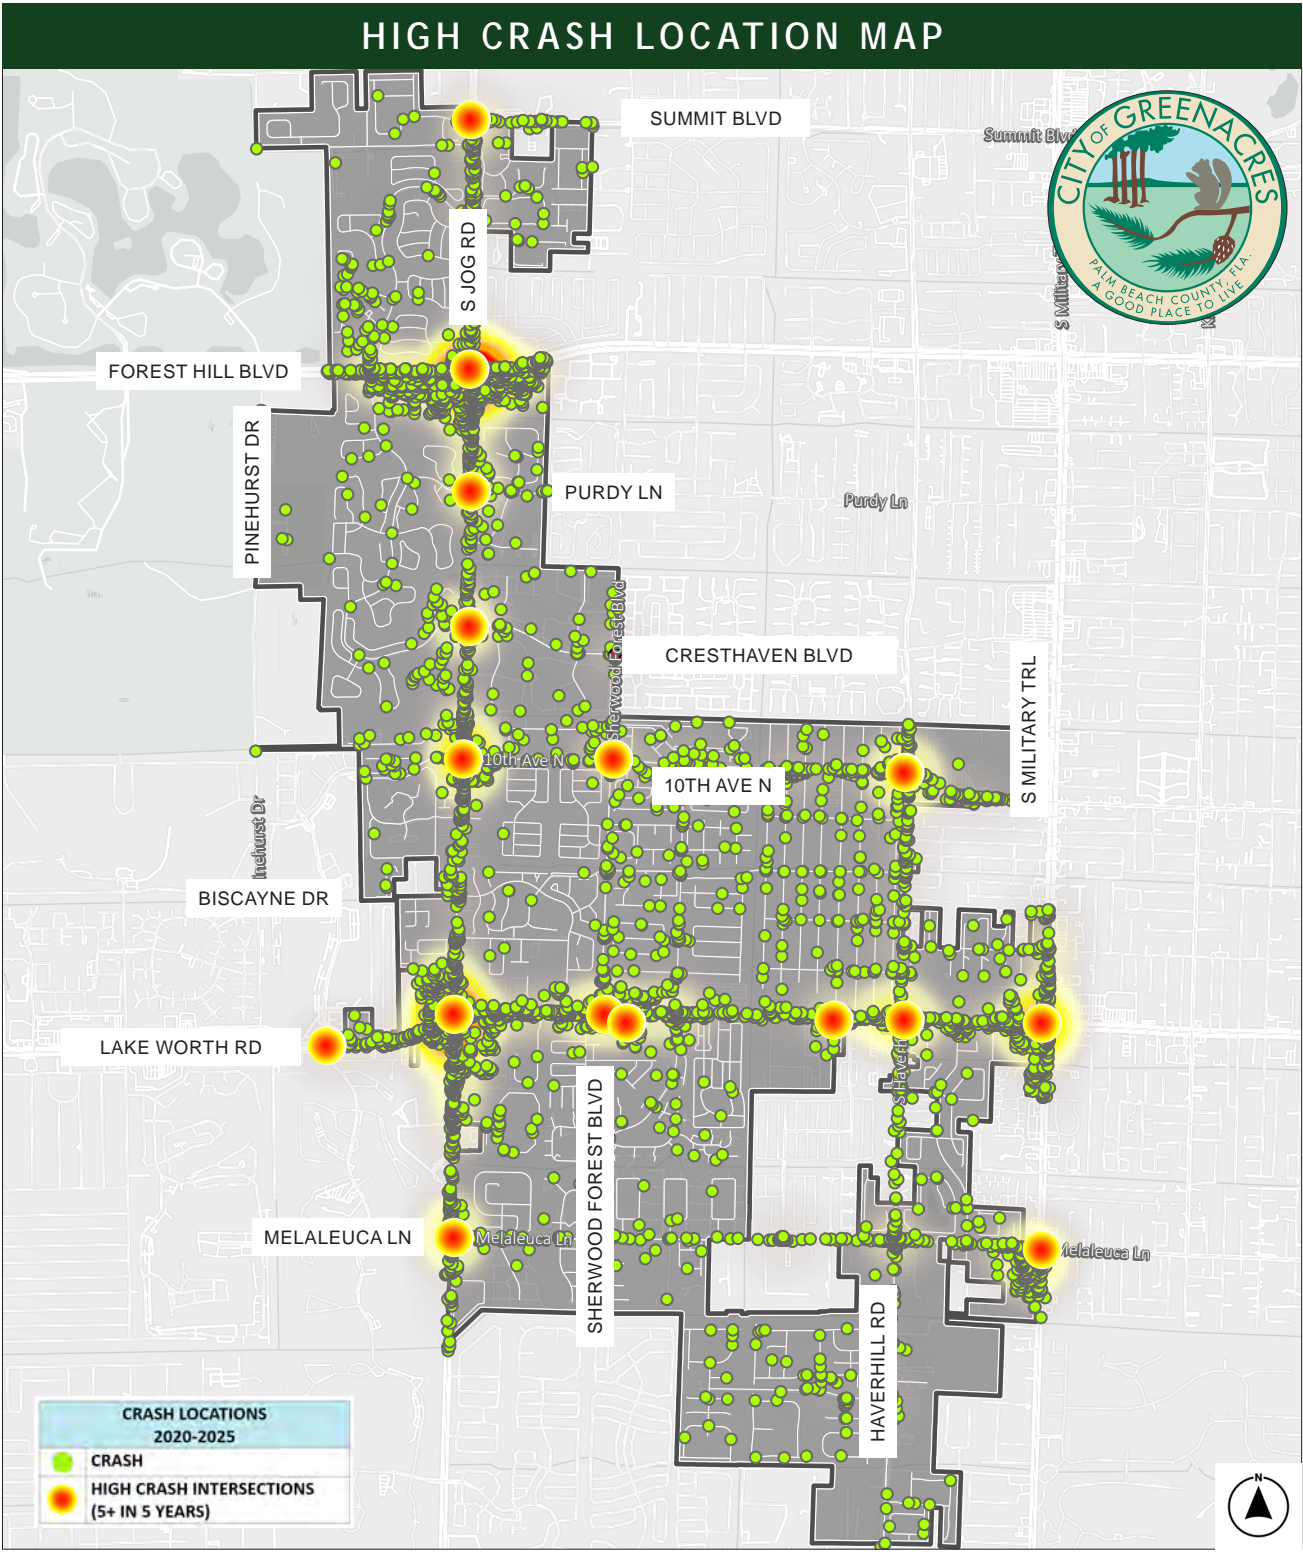 HIGH CRASH LOCATION MAP
SUMMIT BLVD
Summit Blvd
CITY OF GREENACRES
PALM BEACH COUNTY, FLA.
A GOOD PLACE TO LIVE
S JOG RD
S Military
FOREST HILL BLVD
PINEHURST DR
PURDY LN
Purdy Ln
Sherwood Forest Blvd
CRESTHAVEN BLVD
S MILITARY TRL
10th Ave N
10TH AVE N
inehurst Dr
BISCAYNE DR
LAKE WORTH RD
S Haverh
SHERWOOD FOREST BLVD
MELALEUCA LN
Melaleuca Ln
Melaleuca Ln
HAVERHILL RD
CRASH LOCATIONS
2020-2025
CRASH
HIGH CRASH INTERSECTIONS
(5+ IN 5 YEARS)
N